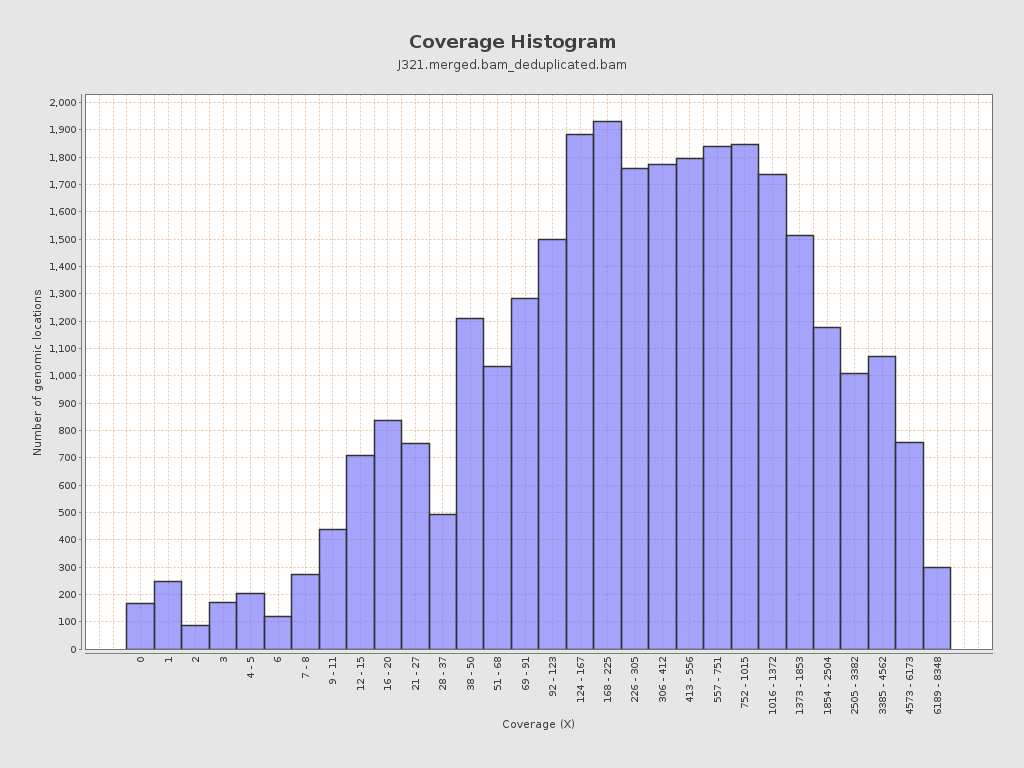 Coverage Histogram
J321.merged.bam_deduplicated.bam
Number of genomic locations
2,000
1,900
1,800
1,700
1,600
1,500
1,400
1,300
1,200
1,100
1,000
900
800
700
600
500
400
300
200
100
0
0
1
2
3
4 - 5
6
7 - 8
9 - 11
12 - 15
16 - 20
21 - 27
28 - 37
38 - 50
51 - 68
69 - 91
92 - 123
124 - 167
168 - 225
226 - 305
306 - 412
413 - 556
557 - 751
752 - 1015
1016 - 1372
1373 - 1853
1854 - 2504
2505 - 3382
3385 - 4562
4573 - 6173
6189 - 8348
Coverage (X)